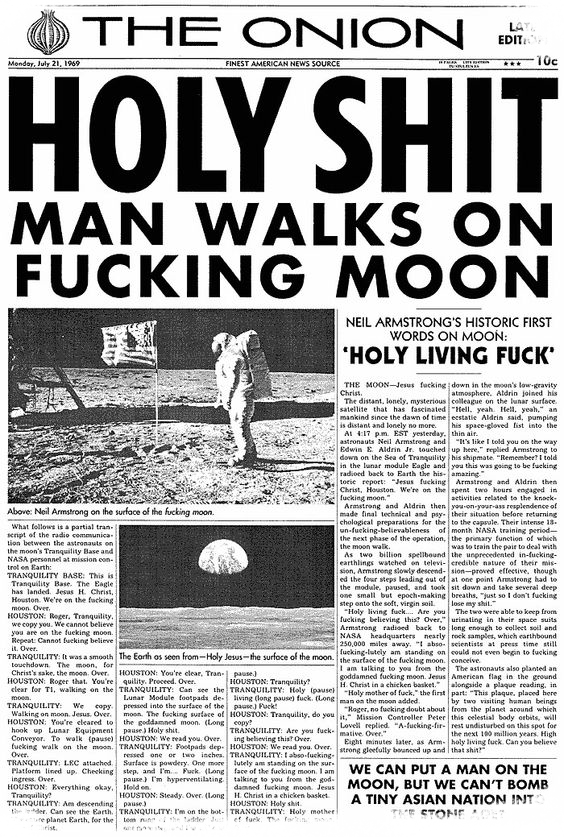 THE ONION
Monday, July 21, 1969
FINEST AMERICAN NEWS SOURCE
10¢
HOLY SHIT
MAN WALKS ON
FUCKING MOON
Above: Neil Armstrong on the surface of the fucking moon.
What follows is a partial tran-
script of the radio communica-
tion between the astronauts on
the moon's Tranquility Base and
NASA personnel at mission con-
trol on Earth:
TRANQUILITY BASE: This is
Tranquility Base. The Eagle
has landed. Jesus H. Christ,
Houston. We're on the fucking
moon. Over.
HOUSTON: Roger, Tranquility,
we copy you. We cannot believe
you are on the fucking moon.
Repeat: Cannot fucking believe
it. Over.
TRANQUILITY: It was a smooth
touchdown. The moon, for
Christ's sake, the moon. Over.
HOUSTON: Roger that. You're
clear for T1, walking on the
moon.
TRANQUILITY: We copy.
Walking on moon. Jesus. Over.
HOUSTON: You're cleared to
hook up Lunar Equipment
Conveyor. To walk (pause)
fucking walk on the moon.
Over.
TRANQUILITY: LEC attached.
Platform lined up. Checking
ingress. Over.
HOUSTON: Everything okay,
Tranquility?
TRANQUILITY: Am descending
the ladder. Can see the Earth.
planet Earth, for the
The Earth as seen from—Holy Jesus—the surface of the moon.
HOUSTON: You're clear, Tran-
quility. Proceed. Over.
TRANQUILITY: Can see the
Lunar Module footpads de-
pressed into the surface of the
moon. The fucking surface of
the goddamned moon. (Long
pause.) Holy shit.
HOUSTON: We read you. Over.
TRANQUILITY: Footpads dep-
ressed one or two inches.
Surface is powdery. One more
step, and I'm... Fuck. (Long
pause.) I'm hyperventilating.
Hold on.
HOUSTON: Steady. Over. (Long
pause.)
TRANQUILITY: I'm on the bot-
pause.)
HOUSTON: Tranquility?
TRANQUILITY: Holy (pause)
living (long pause) fuck. (Long
pause.) Fuck!
HOUSTON: Tranquility, do you
copy?
TRANQUILITY: Are you fuck-
ing believing this? Over.
HOUSTON: We read you. Over.
TRANQUILITY: I abso-fucking-
lutely am standing on the sur-
face of the fucking moon. I am
talking to you from the god-
damned fucking moon. Jesus
H. Christ in a chicken basket.
HOUSTON: Holy shit.
TRANQUILITY: Holy mother
NEIL ARMSTRONG'S HISTORIC FIRST
WORDS ON MOON:
'HOLY LIVING FUCK'
THE MOON—Jesus fucking
Christ.
The distant, lonely, mysterious
satellite that has fascinated
mankind since the dawn of time
is distant and lonely no more.
At 4:17 p.m. EST yesterday,
astronauts Neil Armstrong and
Edwin E. Aldrin Jr. touched
down on the Sea of Tranquility
in the lunar module Eagle and
radioed back to Earth the his-
toric report: "Jesus fucking
Christ, Houston. We're on the
fucking moon."
Armstrong and Aldrin then
made final technical and psy-
chological preparations for the
un-fucking-believableness of
the next phase of the operation,
the moon walk.
As two billion spellbound
earthlings watched on televi-
sion, Armstrong slowly descend-
ed the four steps leading out of
the module, paused, and took
one small but epoch-making
step onto the soft, virgin soil.
"Holy living fuck.... Are you
fucking believing this? Over,"
Armstrong radioed back to
NASA headquarters nearly
250,000 miles away. "I abso-
fucking-lutely am standing on
the surface of the fucking moon.
I am talking to you from the
goddamned fucking moon. Jesus
H. Christ in a chicken basket."
"Holy mother of fuck," the first
man on the moon added.
"Roger, no fucking doubt about
it," Mission Controller Peter
Lovell replied. "A-fucking-fir-
mative. Over."
Eight minutes later, as Arm-
strong gleefully bounced up and
down in the moon's low-gravity
atmosphere, Aldrin joined his
colleague on the lunar surface.
"Hell, yeah. Hell, yeah," an
ecstatic Aldrin said, pumping
his space-gloved fist into the
thin air.
"It's like I told you on the way
up here," replied Armstrong to
his shipmate. "Remember? I told
you this was going to be fucking
amazing."
Armstrong and Aldrin then
spent two hours engaged in
activities related to the knock-
you-on-your-ass resplendence of
their situation before returning
to the capsule. Their intense 18-
month NASA training period—
the primary function of which
was to train the pair to deal with
the unprecedented in-fucking-
credible nature of their mis-
sion—proved effective, though
at one point Armstrong had to
sit down and take several deep
breaths, "just so I don't fucking
lose my shit."
The two were able to keep from
urinating in their space suits
long enough to collect soil and
rock samples, which earthbound
scientists at press time still
could not even begin to fucking
conceive.
The astronauts also planted an
American flag in the ground
alongside a plaque reading, in
part: "This plaque, placed here
by two visiting human beings
from the planet around which
this celestial body orbits, will
rest undisturbed on this spot for
the next 100 million years. High
holy living fuck. Can you believe
that shit?"
WE CAN PUT A MAN ON THE
MOON, BUT WE CAN'T BOMB
A TINY ASIAN NATION INTO
THE STONE